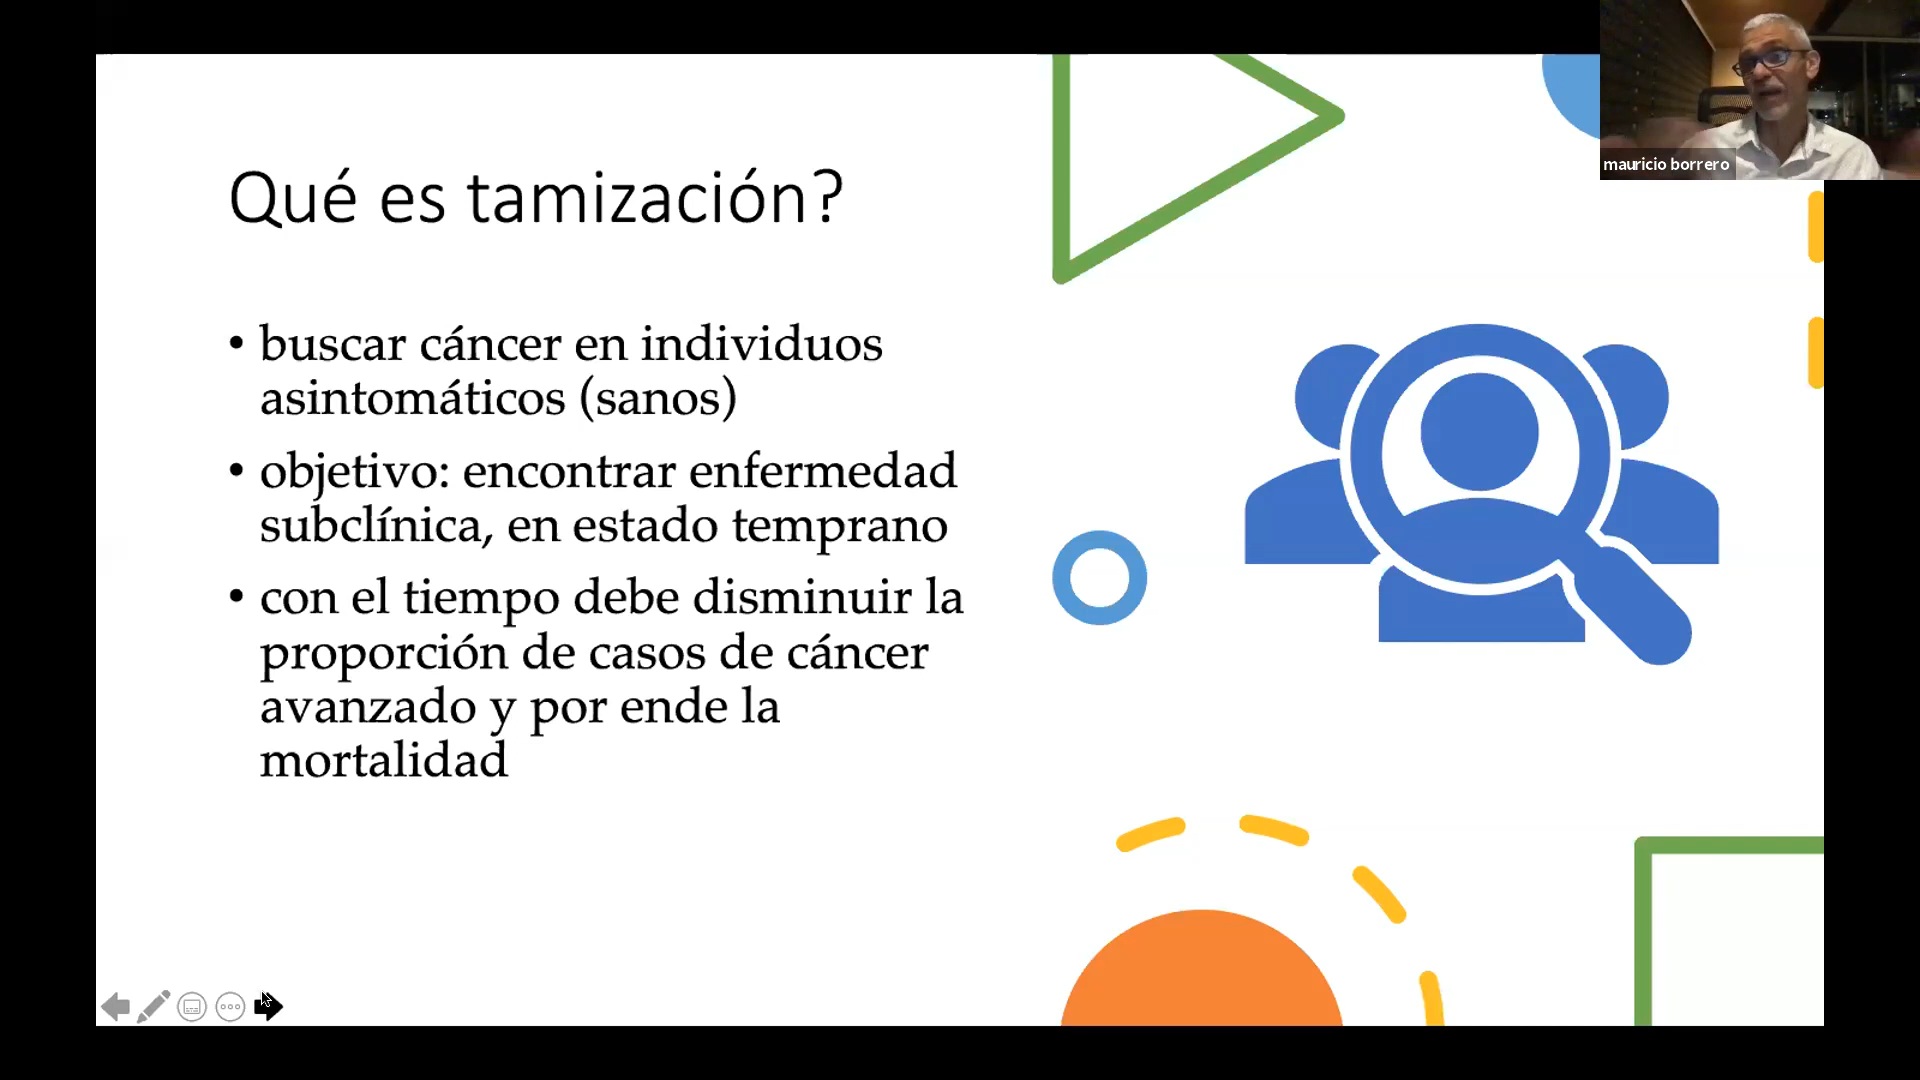 mauricio borrero
Qué es tamización?
• buscar cáncer en individuos
asintomáticos (sanos)
• objetivo: encontrar enfermedad
subclínica, en estado temprano
• con el tiempo debe disminuir la
proporción de casos de cáncer
avanzado y por ende la
mortalidad